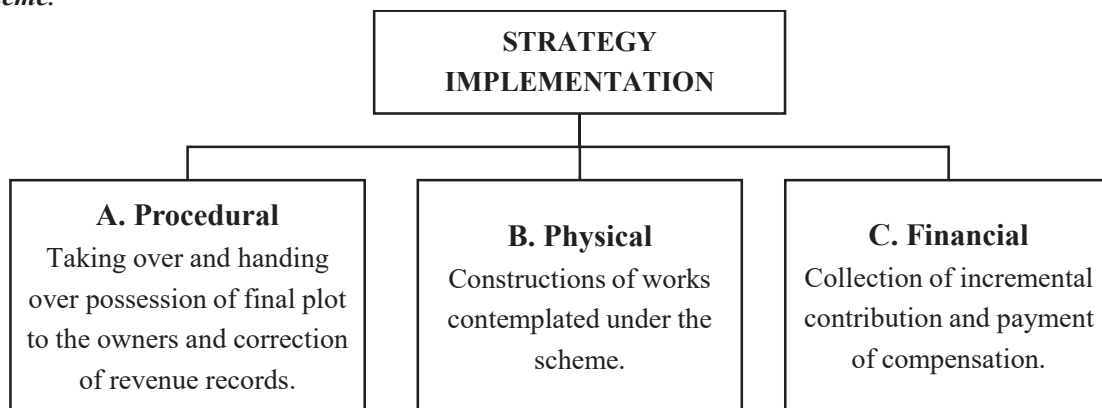 STRATEGY
IMPLEMENTATION
A. Procedural
Taking over and handing
over possession of final plot
to the owners and correction
of revenue records.
B. Physical
Constructions of works
contemplated under the
scheme.
C. Financial
Collection of incremental
contribution and payment
of compensation.